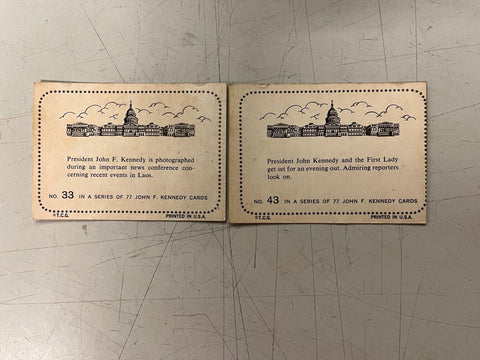 President John F. Kennedy is photographed
during an important news conference con-
cerning recent events in Laos.
NO. 33 IN A SERIES OF 77 JOHN F. KENNEDY CARDS
©T.C.G. PRINTED IN U.S.A.
President John Kennedy and the First Lady
get set for an evening out. Admiring reporters
look on.
NO. 43 IN A SERIES OF 77 JOHN F. KENNEDY CARDS
©T.C.G. PRINTED IN U.S.A.